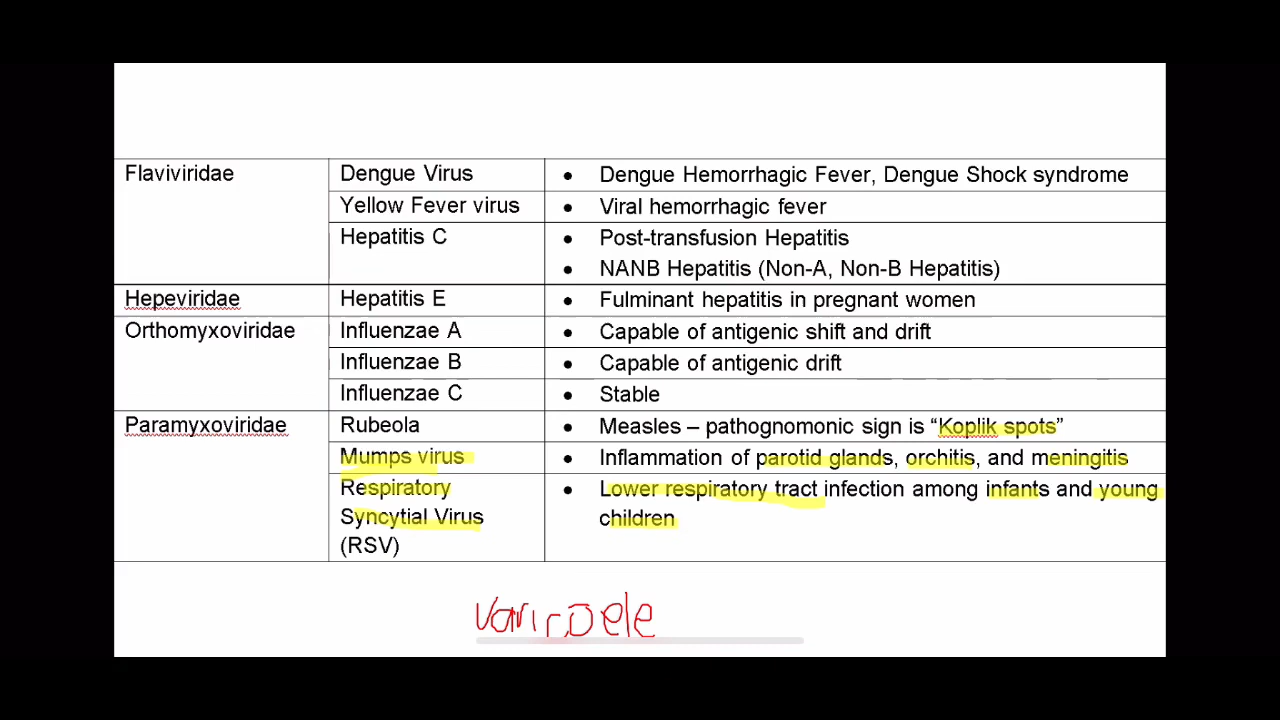 Flaviviridae Dengue Virus • Dengue Hemorrhagic Fever, Dengue Shock syndrome
Yellow Fever virus • Viral hemorrhagic fever
Hepatitis C • Post-transfusion Hepatitis
• NANB Hepatitis (Non-A, Non-B Hepatitis)
Hepeviridae Hepatitis E • Fulminant hepatitis in pregnant women
Orthomyxoviridae Influenzae A • Capable of antigenic shift and drift
Influenzae B • Capable of antigenic drift
Influenzae C • Stable
Paramyxoviridae Rubeola • Measles – pathognomonic sign is “Koplik spots”
Mumps virus • Inflammation of parotid glands, orchitis, and meningitis
Respiratory • Lower respiratory tract infection among infants and young
Syncytial Virus children
(RSV)
varicoele